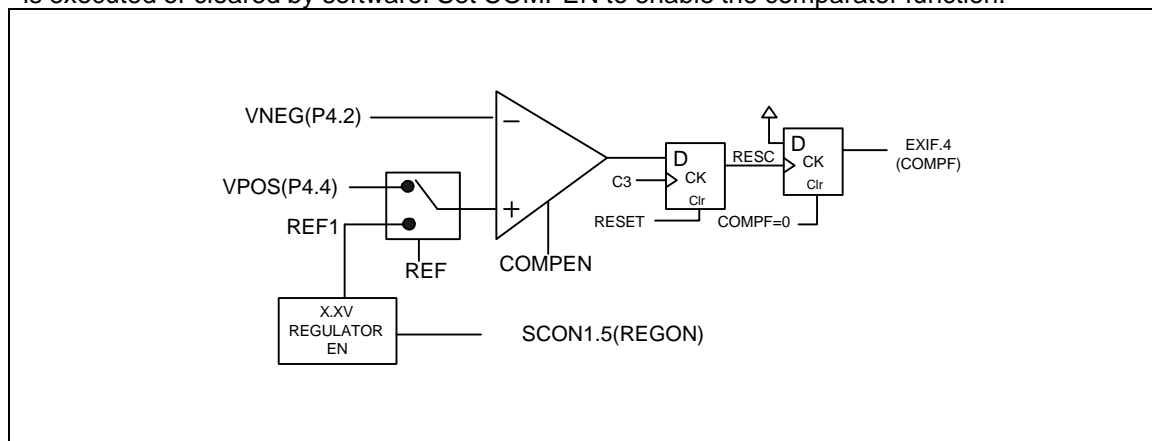 is executed or cleared by software. Set COMPEN to enable the comparator function.
VNEG(P4.2)
−
VPOS(P4.4)
REF1
REF
+
COMPEN
X.XV
REGULATOR
EN
SCON1.5(REGON)
D
C3
CK
Clr
RESET
RESC
D
CK
Clr
COMPF=0
EXIF.4
(COMPF)